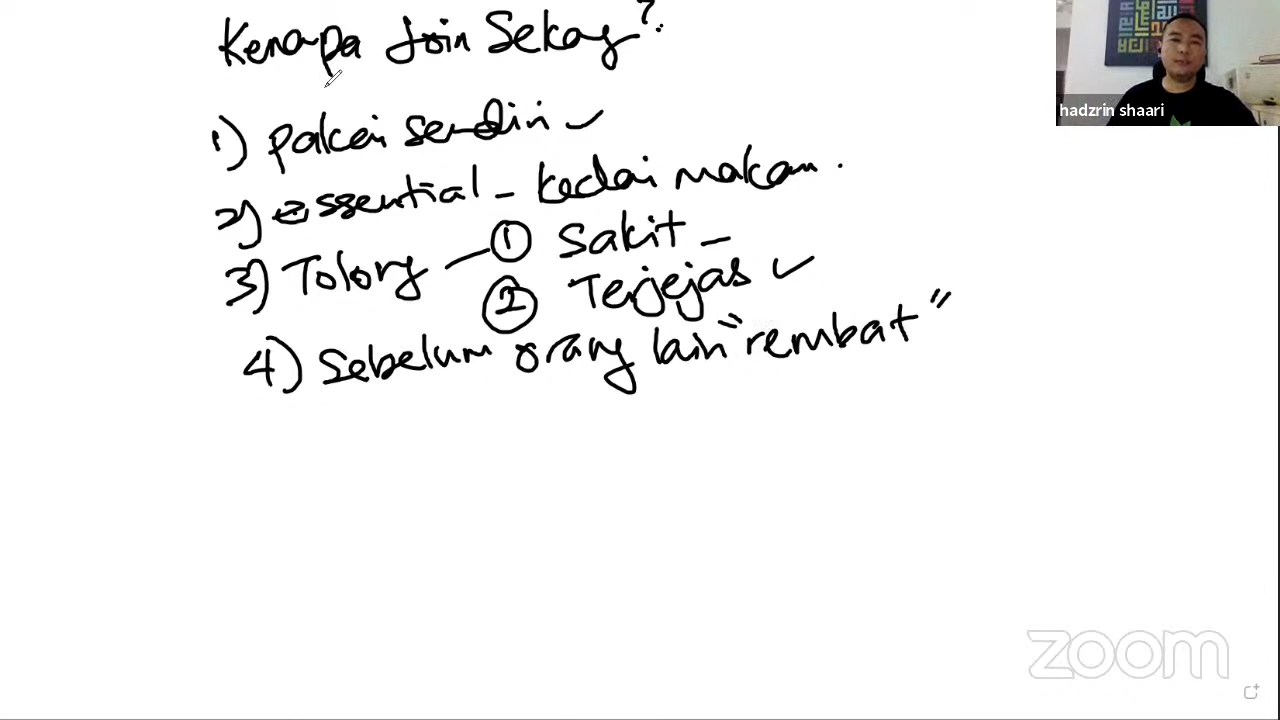 Kenapa Join Sekarang?
1) pakai sendiri ✓
2) essential - kedai makan.
3) Tolong - ① Sakit -
② Terjejas ✓
4) Sebelum orang lain "rembat"
hadzrin shaari
zoom